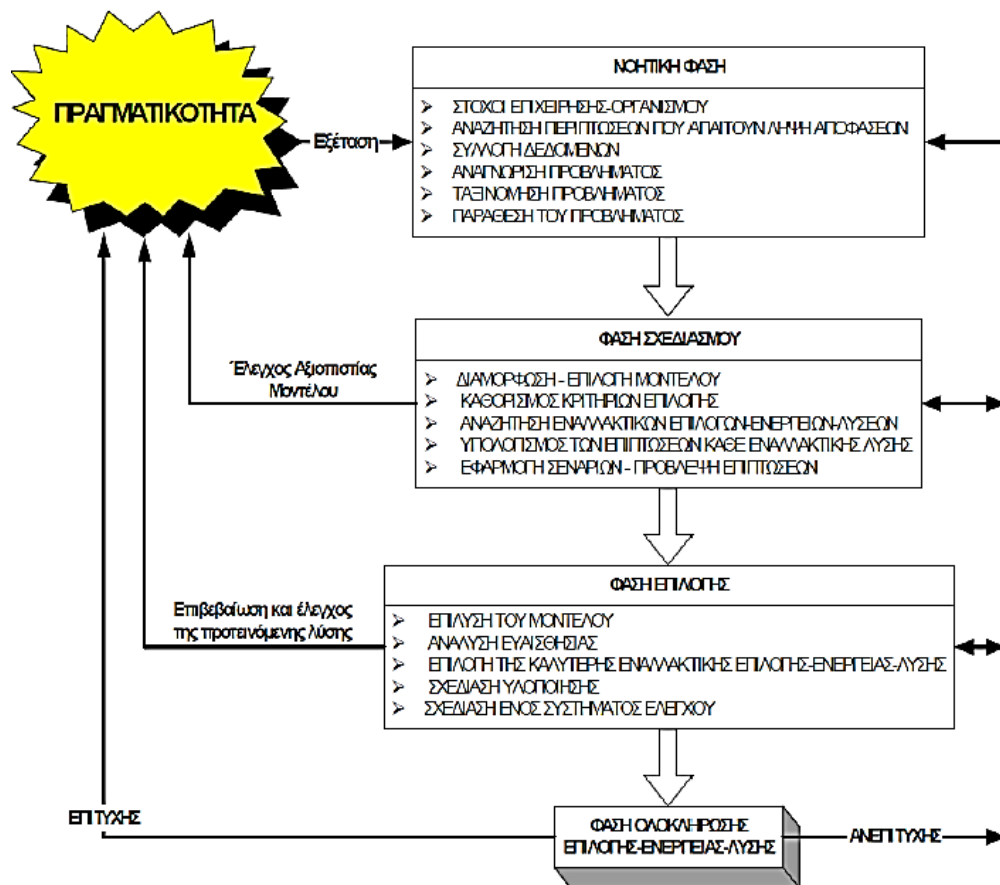 ΠΡΑΓΜΑΤΙΚΟΤΗΤΑ
Εξέταση
ΝΟΗΤΙΚΗ ΦΑΣΗ
ΣΤΟΧΟΙ ΕΠΙΧΕΙΡΗΣΗΣ-ΟΡΓΑΝΙΣΜΟΥ
ΑΝΑΖΗΤΗΣΗ ΠΕΡΙΠΤΩΣΕΩΝ ΠΟΥ ΑΠΑΙΤΟΥΝ ΛΗΨΗ ΑΠΟΦΑΣΕΩΝ
ΣΥΛΛΟΓΗ ΔΕΔΟΜΕΝΩΝ
ΑΝΑΓΝΩΡΙΣΗ ΠΡΟΒΛΗΜΑΤΟΣ
ΤΑΞΙΝΟΜΗΣΗ ΠΡΟΒΛΗΜΑΤΟΣ
ΠΑΡΑΘΕΣΗ ΤΟΥ ΠΡΟΒΛΗΜΑΤΟΣ
Έλεγχος Αξιοπιστίας
Μοντέλου
ΦΑΣΗ ΣΧΕΔΙΑΣΜΟΥ
ΔΙΑΜΟΡΦΩΣΗ – ΕΠΙΛΟΓΗ ΜΟΝΤΕΛΟΥ
ΚΑΘΟΡΙΣΜΟΣ ΚΡΙΤΗΡΙΩΝ ΕΠΙΛΟΓΗΣ
ΑΝΑΖΗΤΗΣΗ ΕΝΑΛΛΑΚΤΙΚΩΝ ΕΠΙΛΟΓΩΝ-ΕΝΕΡΓΕΙΩΝ-ΛΥΣΕΩΝ
ΥΠΟΛΟΓΙΣΜΟΣ ΤΩΝ ΕΠΙΠΤΩΣΕΩΝ ΚΑΘΕ ΕΝΑΛΛΑΚΤΙΚΗΣ ΛΥΣΗΣ
ΕΦΑΡΜΟΓΗ ΣΕΝΑΡΙΩΝ – ΠΡΟΒΛΕΨΗ ΕΠΙΠΤΩΣΕΩΝ
Επιβεβαίωση και έλεγχος
της προτεινόμενης λύσης
ΦΑΣΗ ΕΠΙΛΟΓΗΣ
ΕΠΙΛΥΣΗ ΤΟΥ ΜΟΝΤΕΛΟΥ
ΑΝΑΛΥΣΗ ΕΥΑΙΣΘΗΣΙΑΣ
ΕΠΙΛΟΓΗ ΤΗΣ ΚΑΛΥΤΕΡΗΣ ΕΝΑΛΛΑΚΤΙΚΗΣ ΕΠΙΛΟΓΗΣ-ΕΝΕΡΓΕΙΑΣ-ΛΥΣΗΣ
ΣΧΕΔΙΑΣΗ ΥΛΟΠΟΙΗΣΗΣ
ΣΧΕΔΙΑΣΗ ΕΝΟΣ ΣΥΣΤΗΜΑΤΟΣ ΕΛΕΓΧΟΥ
ΕΠΙΤΥΧΗΣ
ΦΑΣΗ ΟΛΟΚΛΗΡΩΣΗΣ
ΕΠΙΛΟΓΗΣ-ΕΝΕΡΓΕΙΑΣ-ΛΥΣΗΣ
ΑΝΕΠΙΤΥΧΗΣ